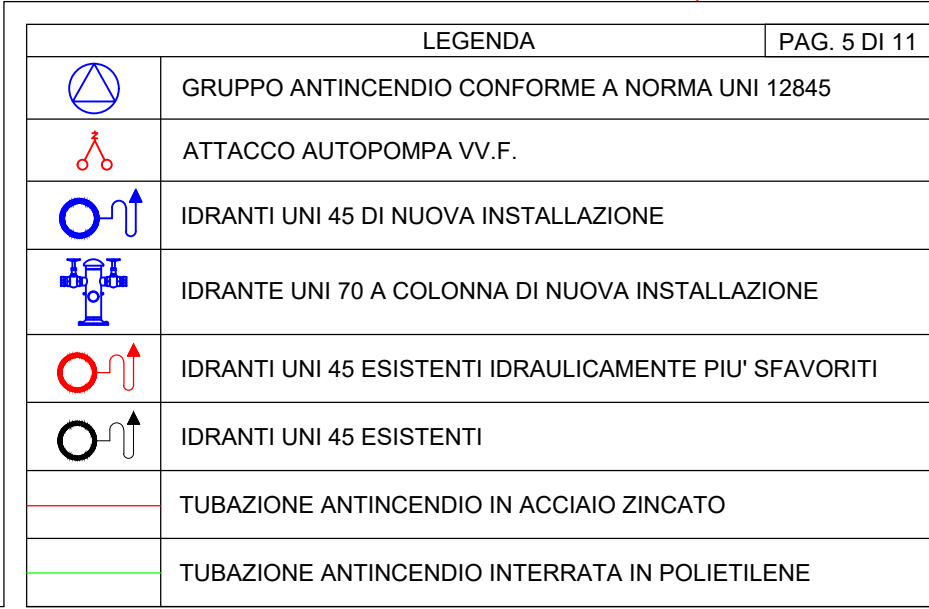 LEGENDA
PAG. 5 DI 11
GRUPPO ANTINCENDIO CONFORME A NORMA UNI 12845
ATTACCO AUTOPOMPA VV.F.
IDRANTI UNI 45 DI NUOVA INSTALLAZIONE
IDRANTE UNI 70 A COLONNA DI NUOVA INSTALLAZIONE
IDRANTI UNI 45 ESISTENTI IDRAULICAMENTE PIU' SFAVORITI
IDRANTI UNI 45 ESISTENTI
TUBAZIONE ANTINCENDIO IN ACCIAIO ZINCATO
TUBAZIONE ANTINCENDIO INTERRATA IN POLIETILENE